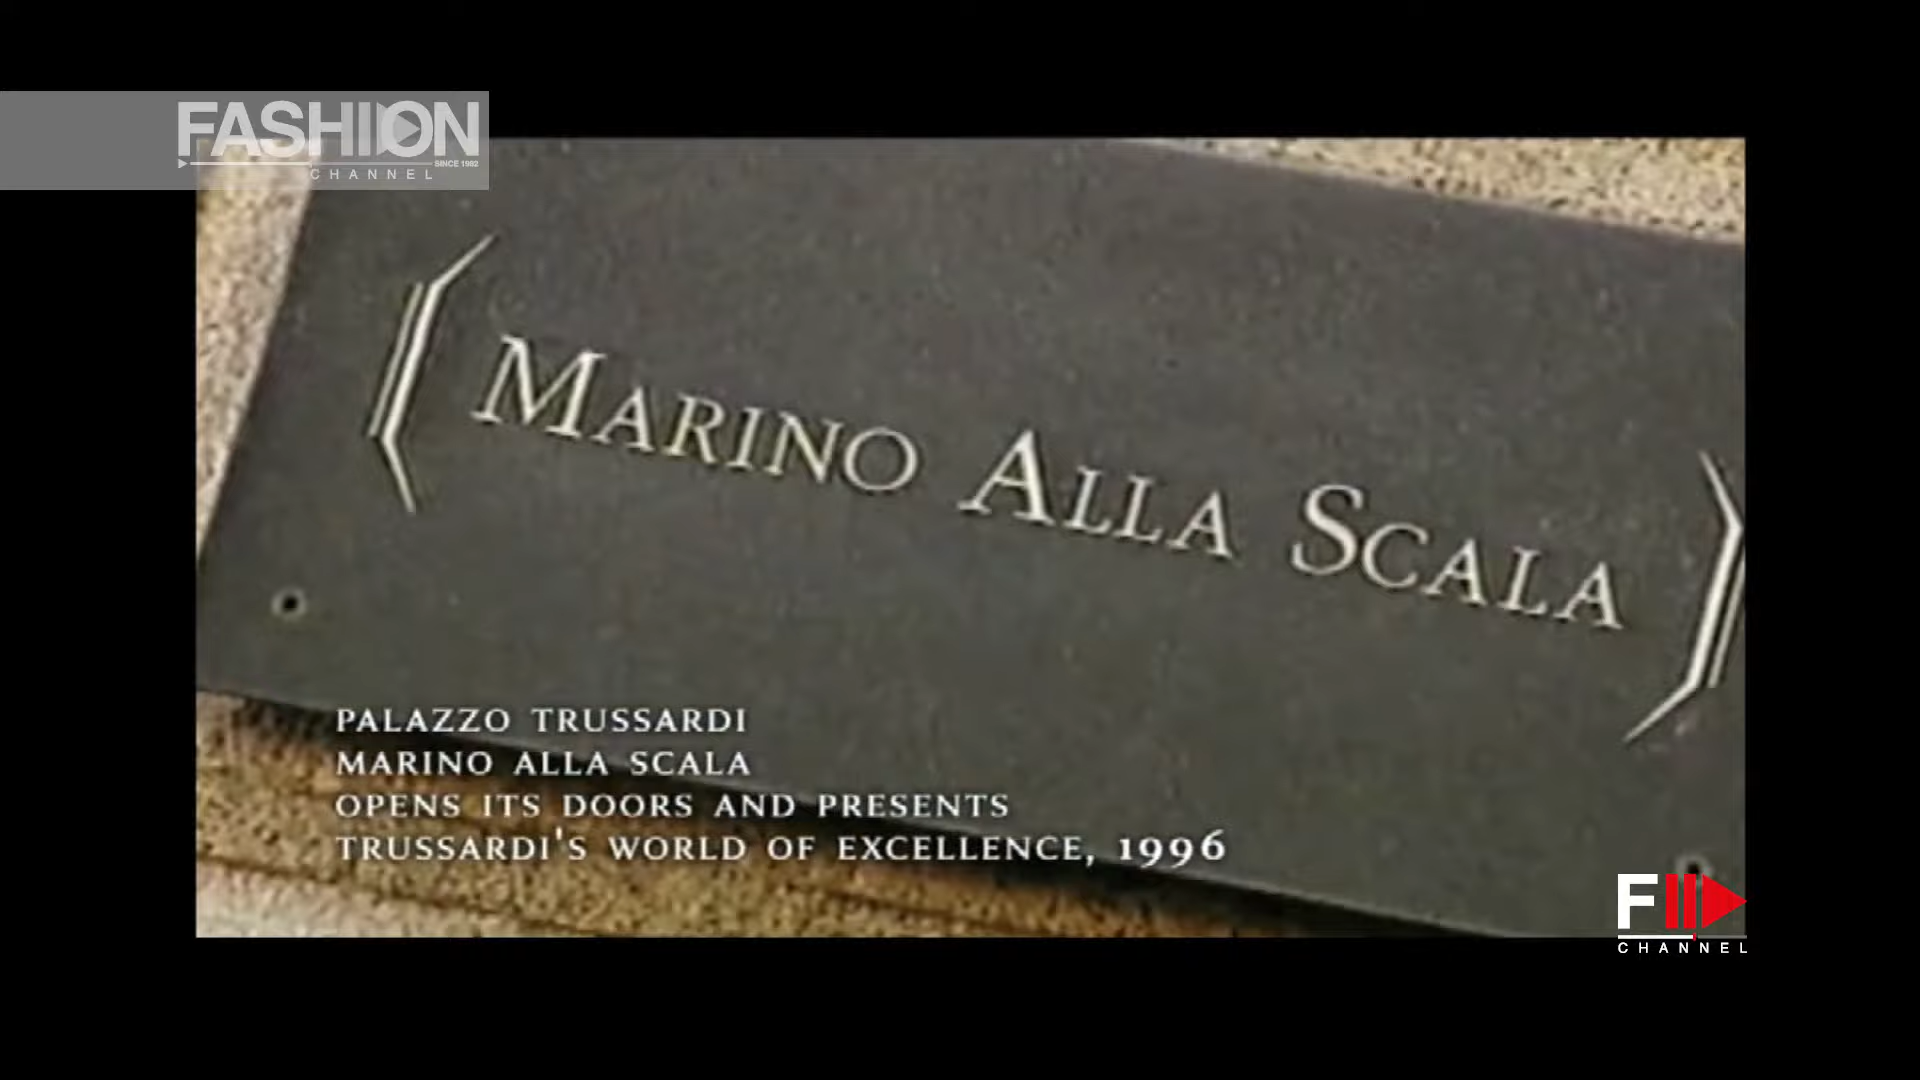 FASHION
SINCE 1982
CHANNEL
MARINO ALLA SCALA
PALAZZO TRUSSARDI
MARINO ALLA SCALA
OPENS ITS DOORS AND PRESENTS
TRUSSARDI'S WORLD OF EXCELLENCE, 1996
F
CHANNEL